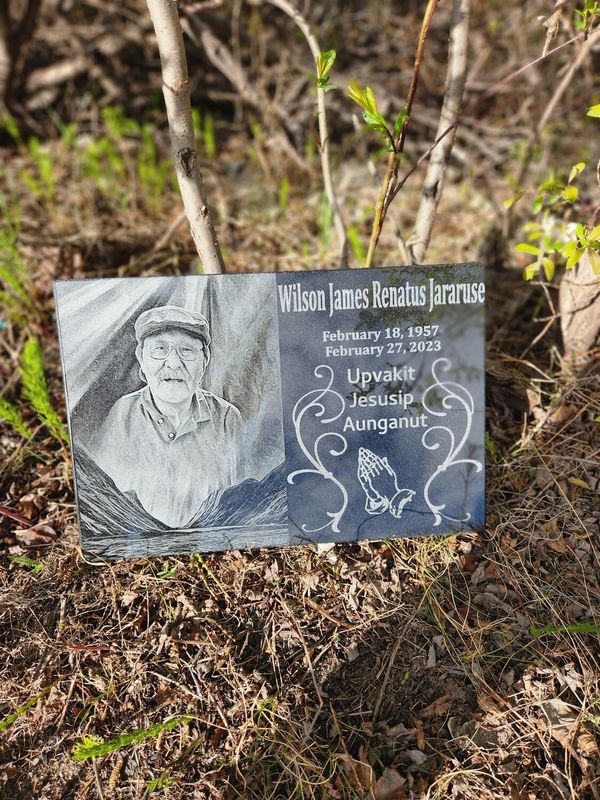 Wilson James Renatus Jararuse
February 18, 1957
February 27, 2023
Upvakit
Jesusip
Aunganut